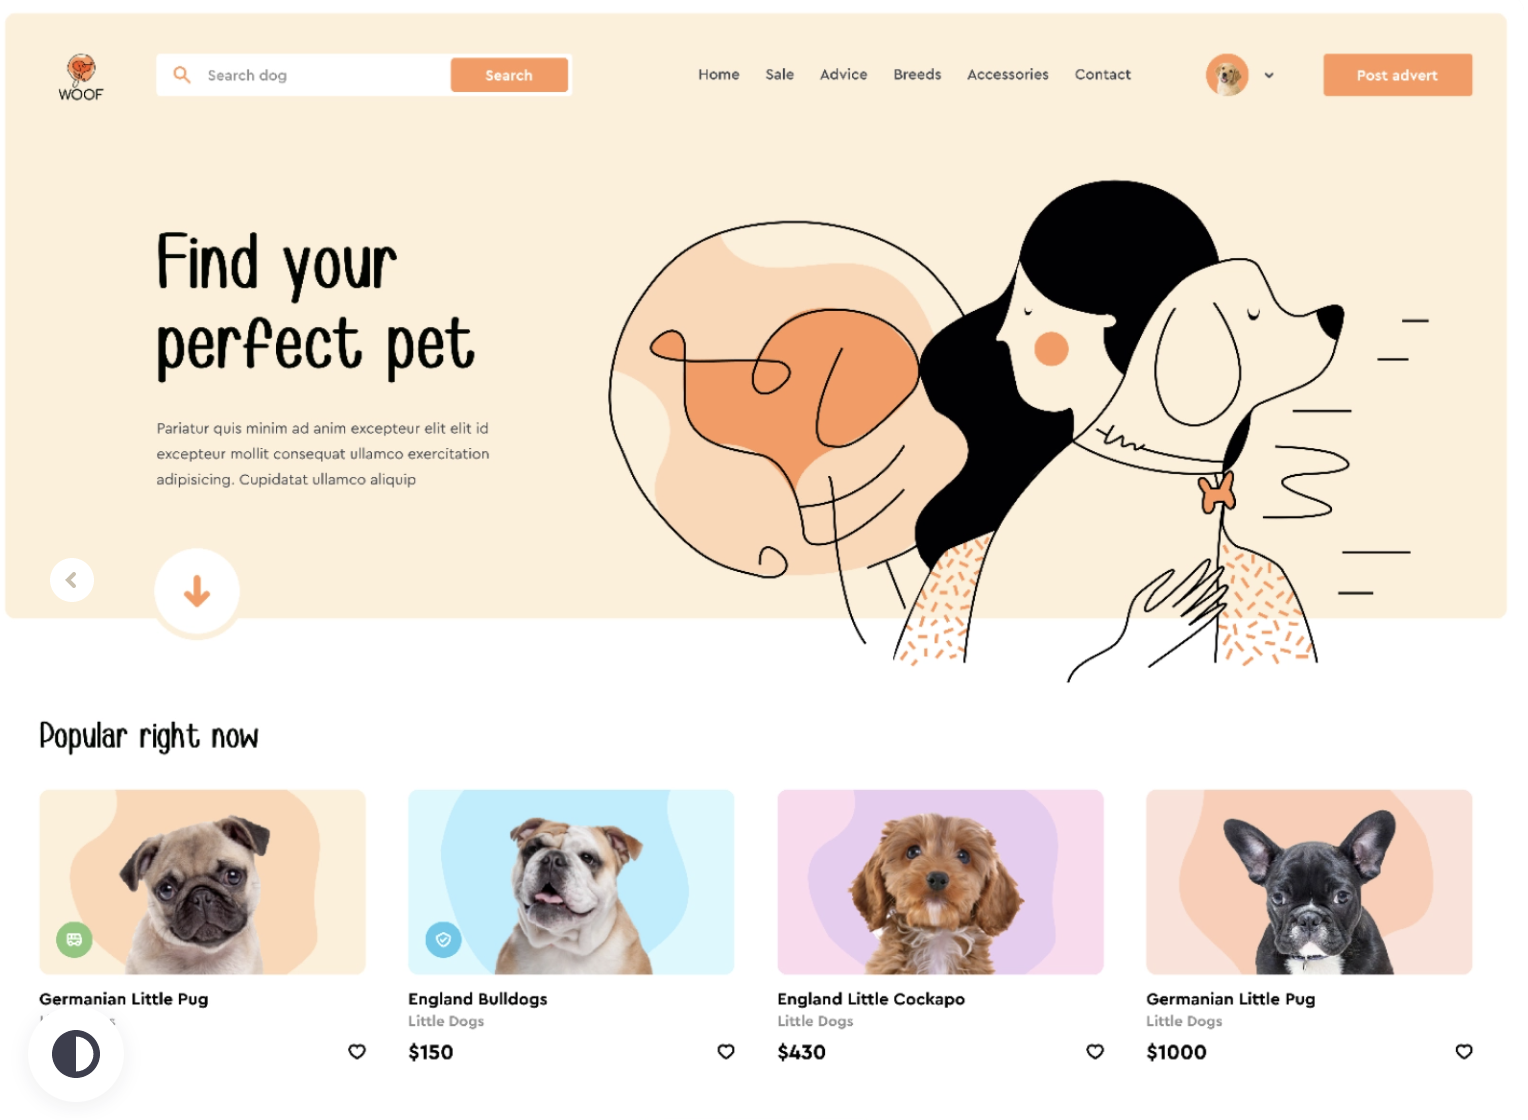 WOOF
Search dog
Search
Home Sale Advice Breeds Accessories Contact
Post advert
Find your
perfect pet
Pariatur quis minim ad anim excepteur elit elit id
excepteur mollit consequat ullamco exercitation
adipisicing. Cupidatat ullamco aliquip
Popular right now
Germanian Little Pug
England Bulldogs
Little Dogs
$150
England Little Cockapo
Little Dogs
$430
Germanian Little Pug
Little Dogs
$1000